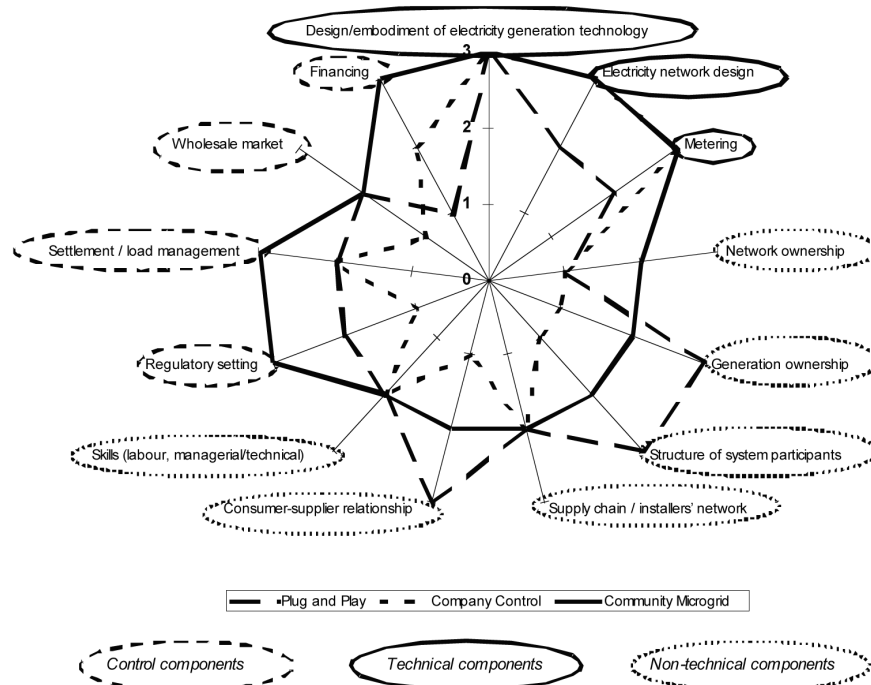 Design/embodiment of electricity generation technology
3
Financing
Electricity network design
2
Wholesale market
Metering
1
Settlement / load management
Network ownership
0
Regulatory setting
Generation ownership
Skills (labour, managerial/technical)
Structure of system participants
Consumer-supplier relationship
Supply chain / installers' network
Plug and Play
Company Control
Community Microgrid
Control components
Technical components
Non-technical components